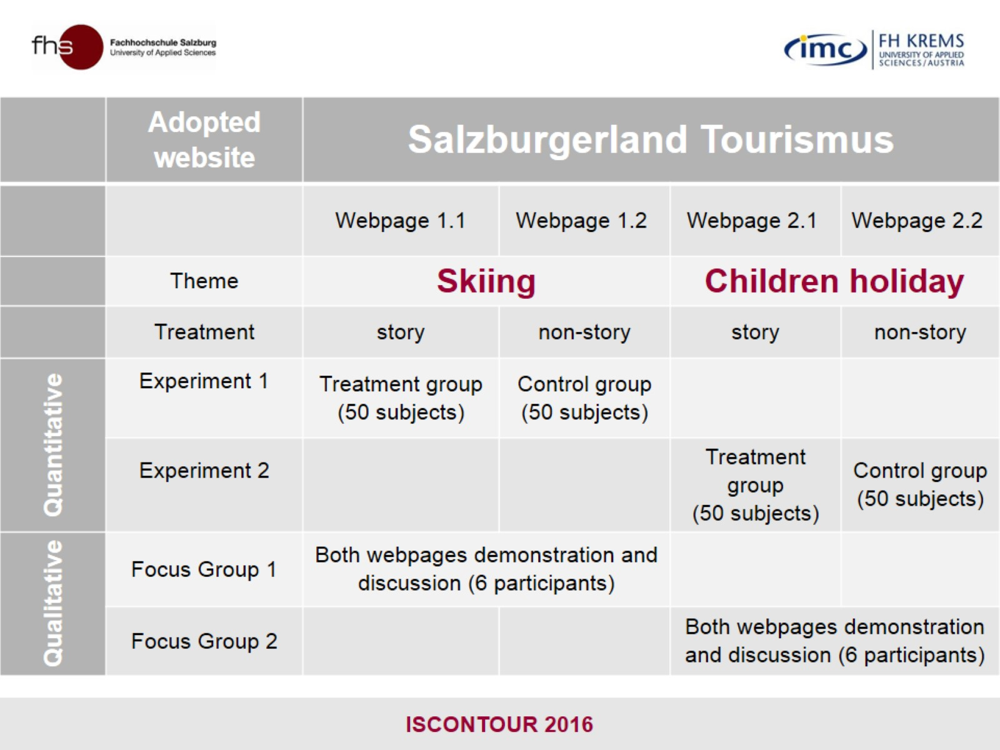 fhs
Fachhochschule Salzburg
University of Applied Sciences
imc
FH KREMS
UNIVERSITY OF APPLIED
SCIENCES/AUSTRIA
Adopted
website
Salzburgerland Tourismus
Webpage 1.1
Webpage 1.2
Webpage 2.1
Webpage 2.2
Theme
Skiing
Children holiday
Treatment
story
non-story
story
non-story
Quantitative
Experiment 1
Treatment group
(50 subjects)
Control group
(50 subjects)
Experiment 2
Treatment
group
(50 subjects)
Control group
(50 subjects)
Qualitative
Focus Group 1
Both webpages demonstration and
discussion (6 participants)
Focus Group 2
Both webpages demonstration
and discussion (6 participants)
ISCONTOUR 2016